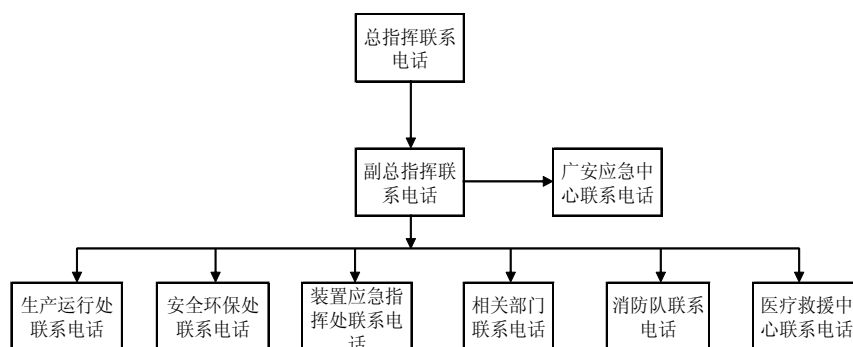 总指挥联系
电话
副总指挥联
系电话
广安应急中
心联系电话
生产运行处
联系电话
安全环保处
联系电话
装置应急指
挥处联系电
话
相关部门
联系电话
消防队联系
电话
医疗救援中
心联系电话